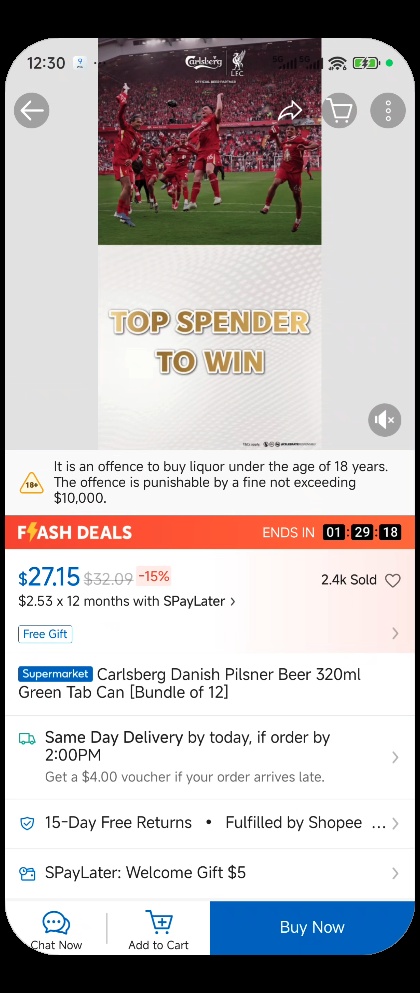 12:30
Carlsberg
LFC
OFFICIAL BEER PARTNER
TOP SPENDER
TO WIN
18+
It is an offence to buy liquor under the age of 18 years.
The offence is punishable by a fine not exceeding
$10,000.
FLASH DEALS
ENDS IN 01:29:18
$27.15 $32.09 -15%
2.4k Sold
$2.53 x 12 months with SPayLater >
Free Gift
Supermarket Carlsberg Danish Pilsner Beer 320ml
Green Tab Can [Bundle of 12]
Same Day Delivery by today, if order by
2:00PM
Get a $4.00 voucher if your order arrives late.
15-Day Free Returns • Fulfilled by Shopee ...
SPayLater: Welcome Gift $5
Chat Now
Add to Cart
Buy Now